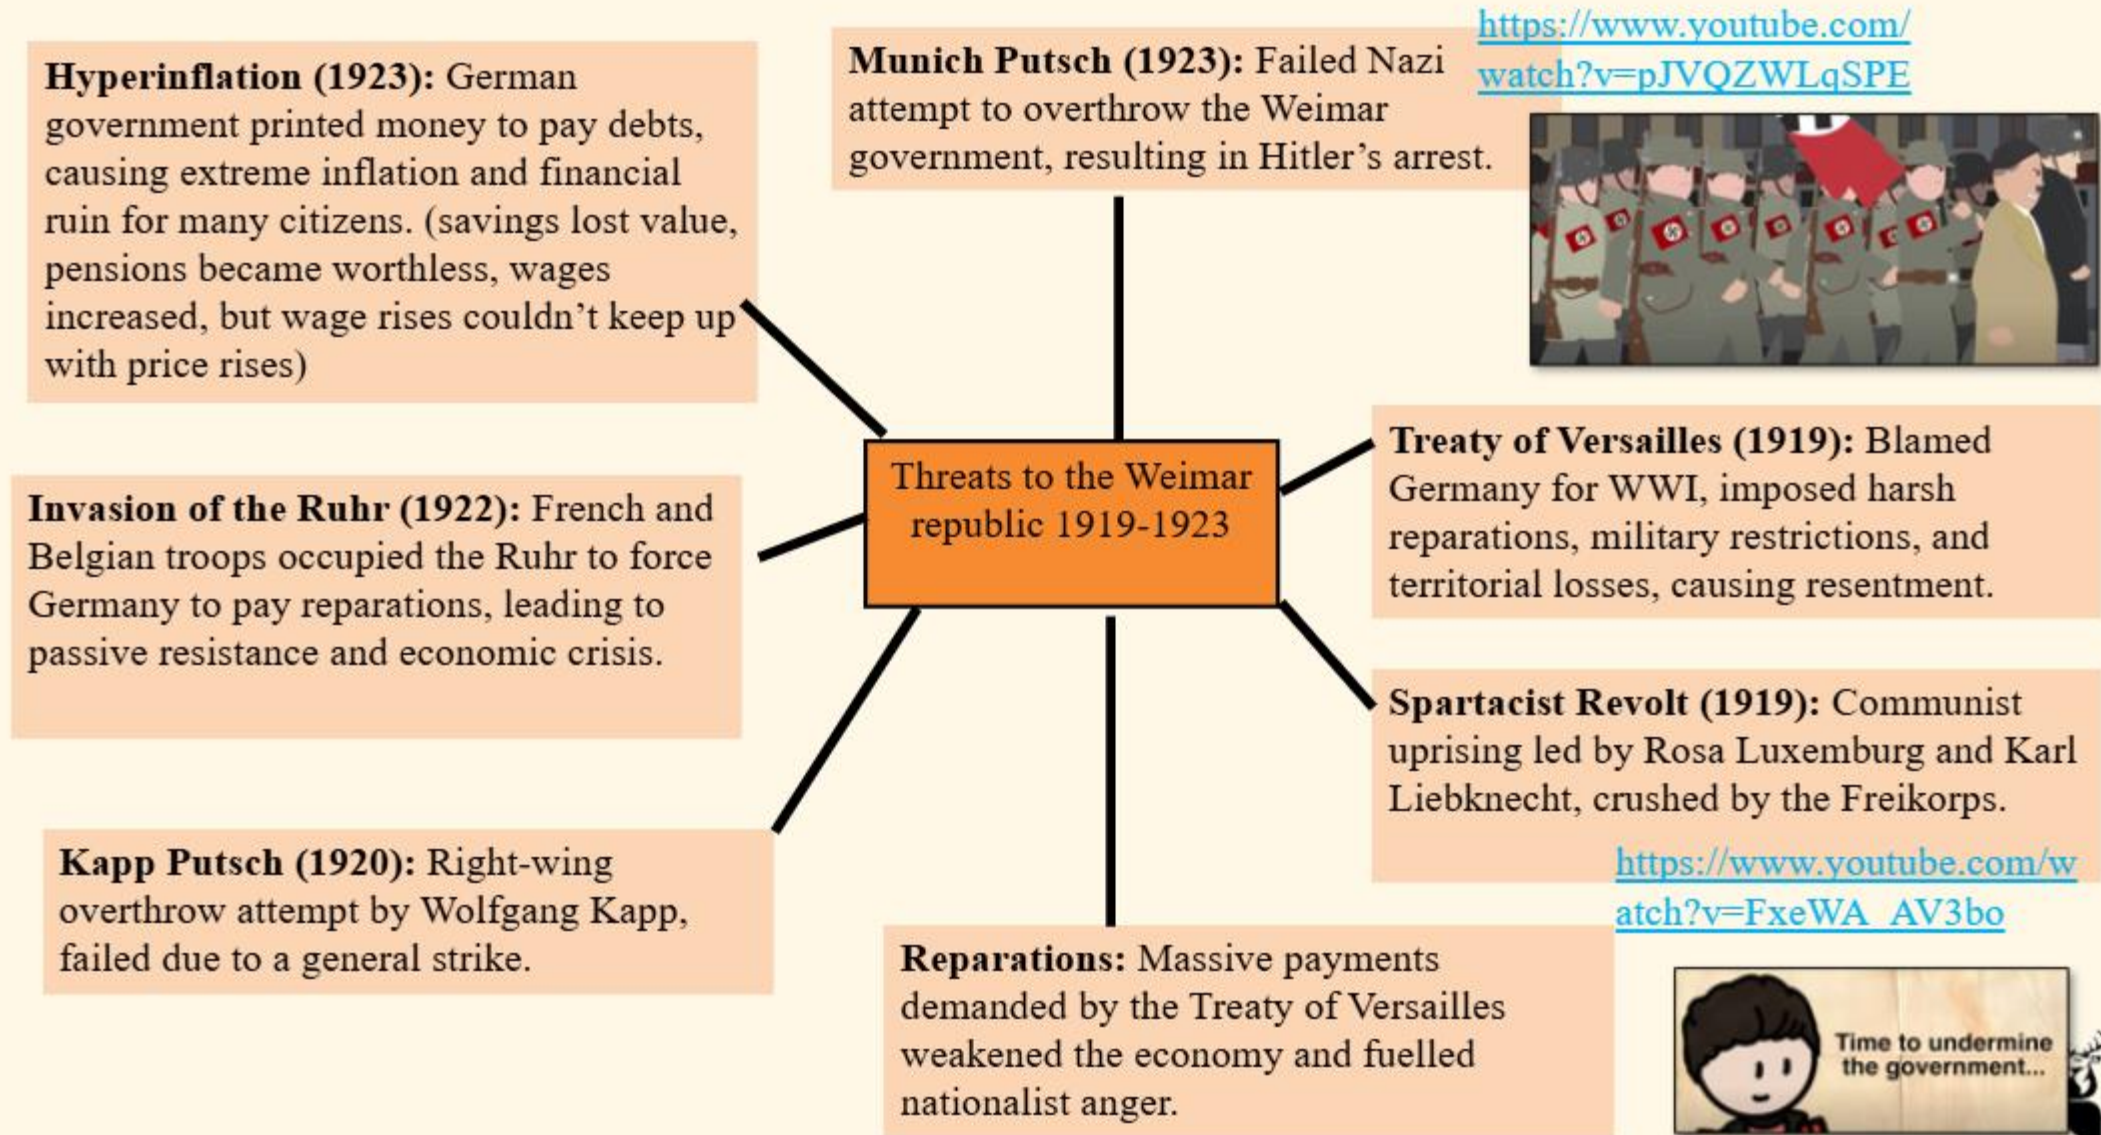 Hyperinflation (1923): German
government printed money to pay debts,
causing extreme inflation and financial
ruin for many citizens. (savings lost value,
pensions became worthless, wages
increased, but wage rises couldn't keep up
with price rises)
Munich Putsch (1923): Failed Nazi
attempt to overthrow the Weimar
government, resulting in Hitler's arrest.
https://www.youtube.com/
watch?v=pJVQZWLqSPE
Threats to the Weimar
republic 1919-1923
Treaty of Versailles (1919): Blamed
Germany for WWI, imposed harsh
reparations, military restrictions, and
territorial losses, causing resentment.
Invasion of the Ruhr (1922): French and
Belgian troops occupied the Ruhr to force
Germany to pay reparations, leading to
passive resistance and economic crisis.
Spartacist Revolt (1919): Communist
uprising led by Rosa Luxemburg and Karl
Liebknecht, crushed by the Freikorps.
https://www.youtube.com/w
atch?v=FxeWA_AV3bo
Kapp Putsch (1920): Right-wing
overthrow attempt by Wolfgang Kapp,
failed due to a general strike.
Reparations: Massive payments
demanded by the Treaty of Versailles
weakened the economy and fuelled
nationalist anger.
Time to undermine
the government...